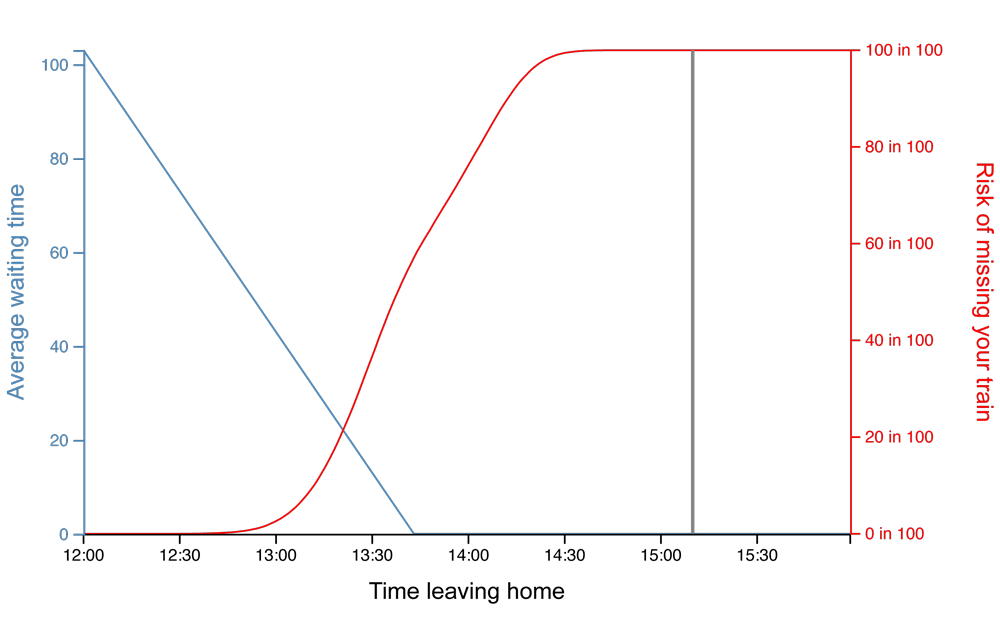 Average waiting time
100
80
60
40
20
0
100 in 100
80 in 100
60 in 100
40 in 100
20 in 100
0 in 100
Risk of missing your train
12:00 12:30 13:00 13:30 14:00 14:30 15:00 15:30
Time leaving home